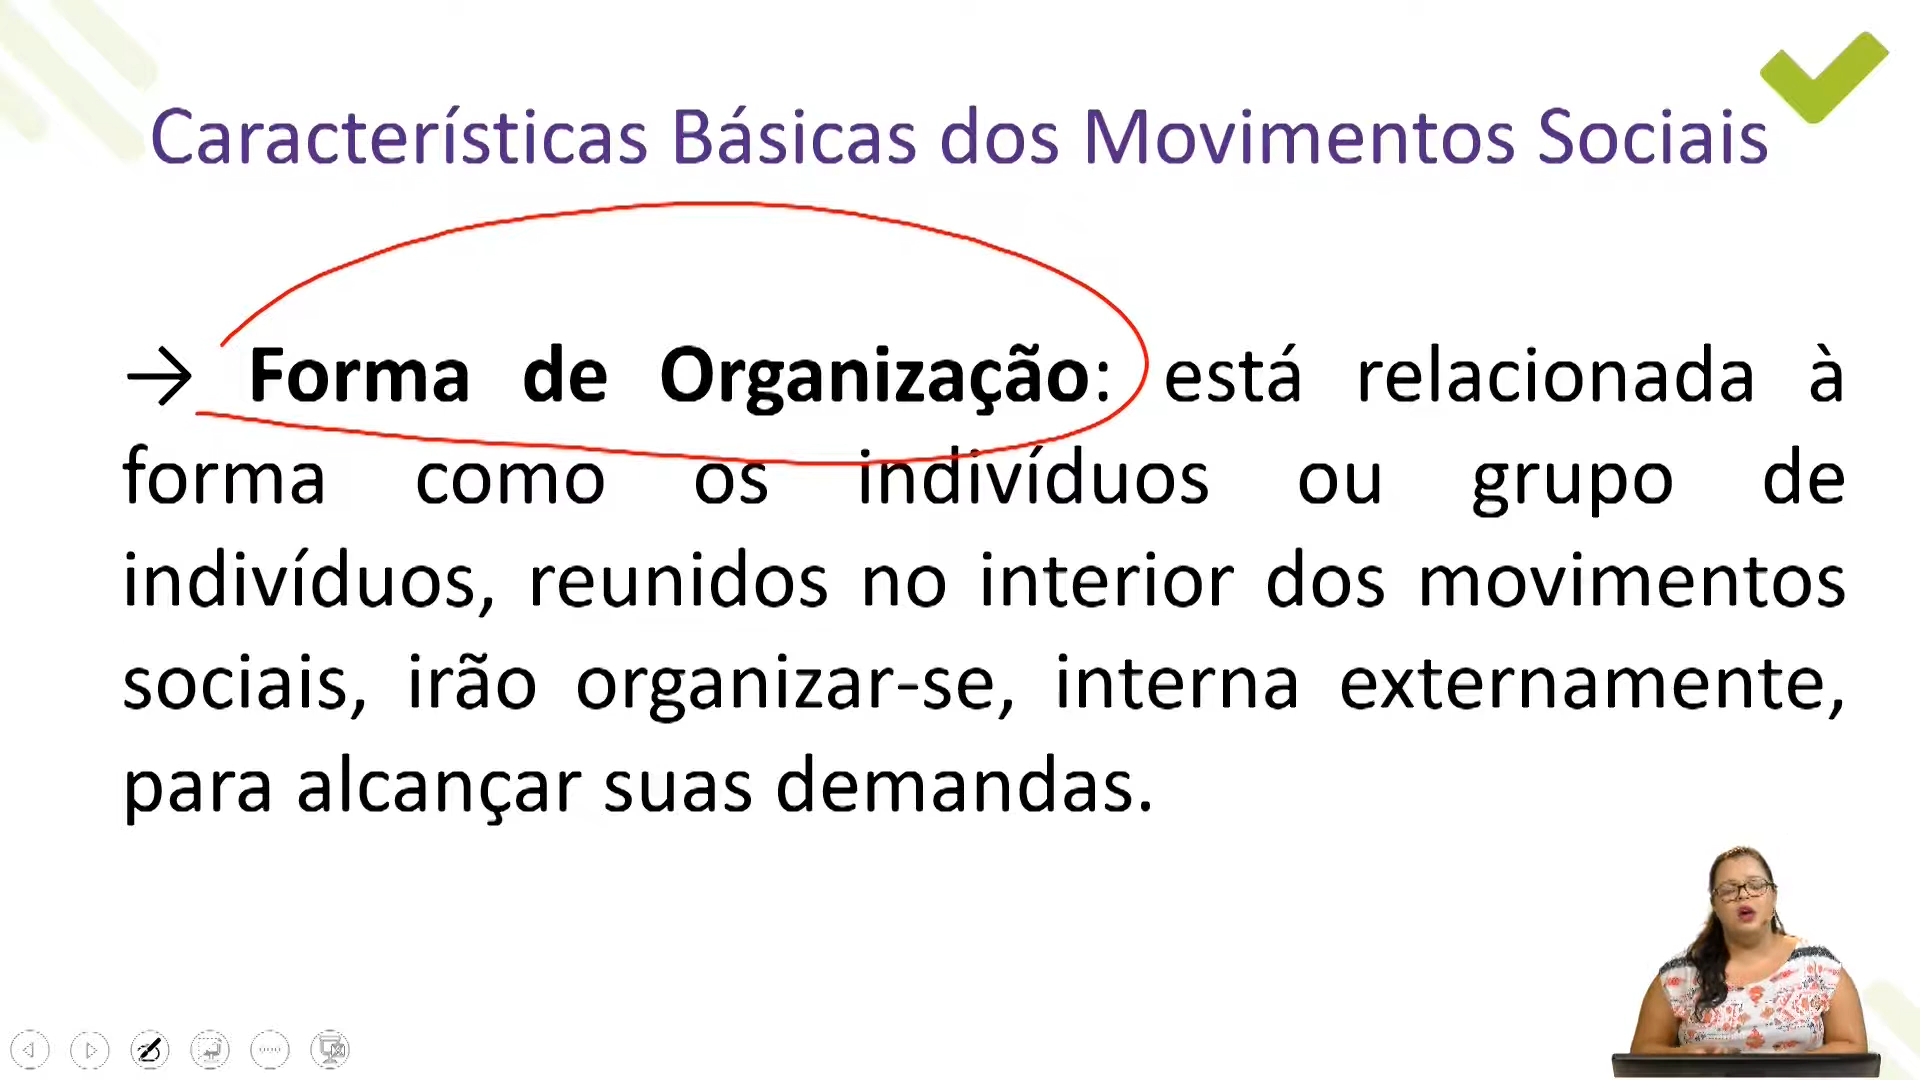 Características Básicas dos Movimentos Sociais
→ Forma de Organização: está relacionada à
forma como os indivíduos ou grupo de
indivíduos, reunidos no interior dos movimentos
sociais, irão organizar-se, interna externamente,
para alcançar suas demandas.